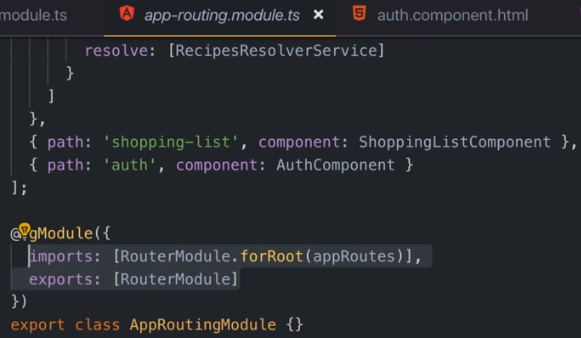 module.ts
app-routing.module.ts
auth.component.html
resolve: [RecipesResolverService]
}
]
},
{ path: 'shopping-list', component: ShoppingListComponent },
{ path: 'auth', component: AuthComponent }
];
@NgModule({
imports: [RouterModule.forRoot(appRoutes)],
exports: [RouterModule]
})
export class AppRoutingModule {}